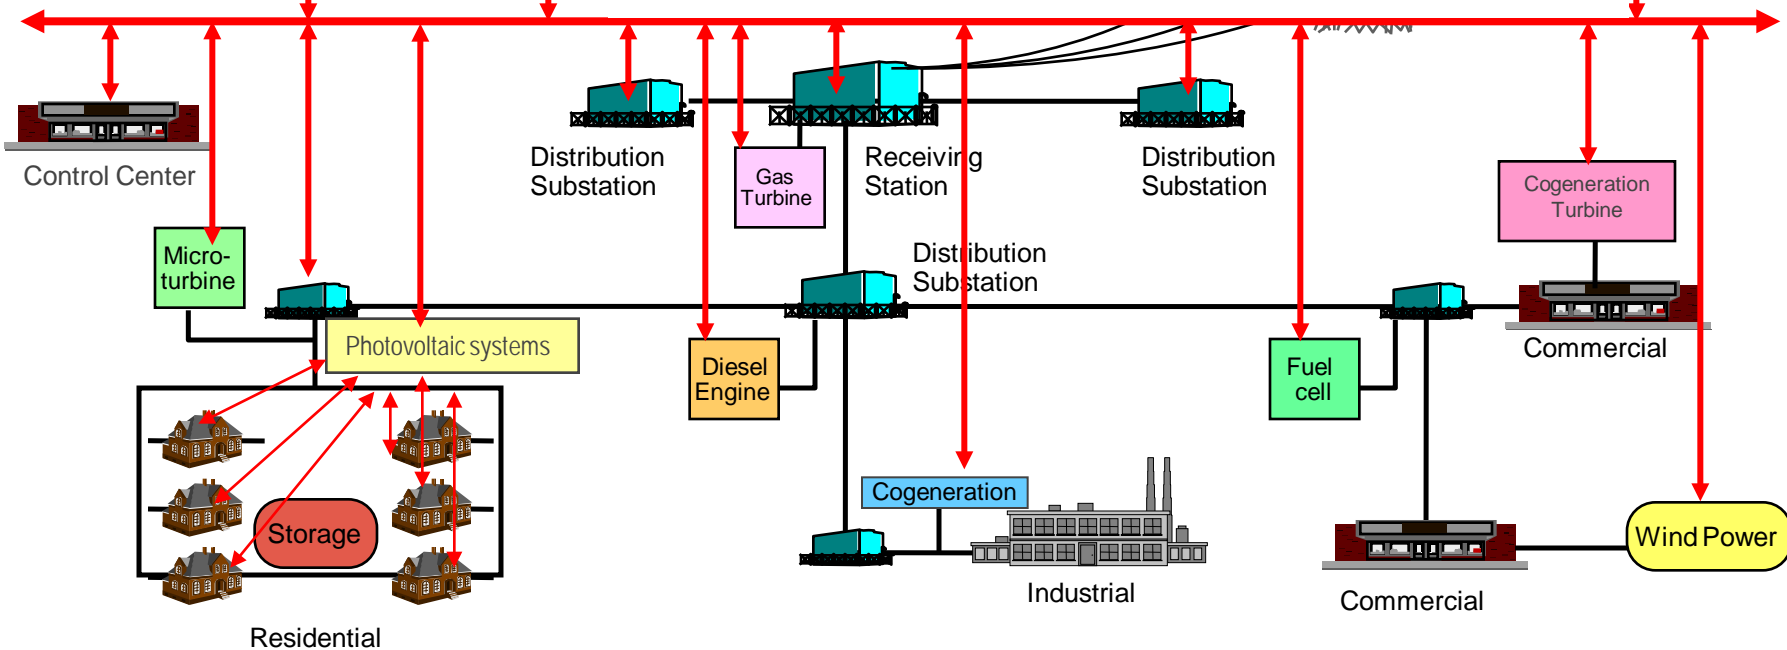 Control Center
Distribution
Substation
Gas
Turbine
Receiving
Station
Distribution
Substation
Cogeneration
Turbine
Micro-
turbine
Distribution
Substation
Photovoltaic systems
Diesel
Engine
Fuel
cell
Commercial
Storage
Cogeneration
Wind Power
Industrial
Commercial
Residential